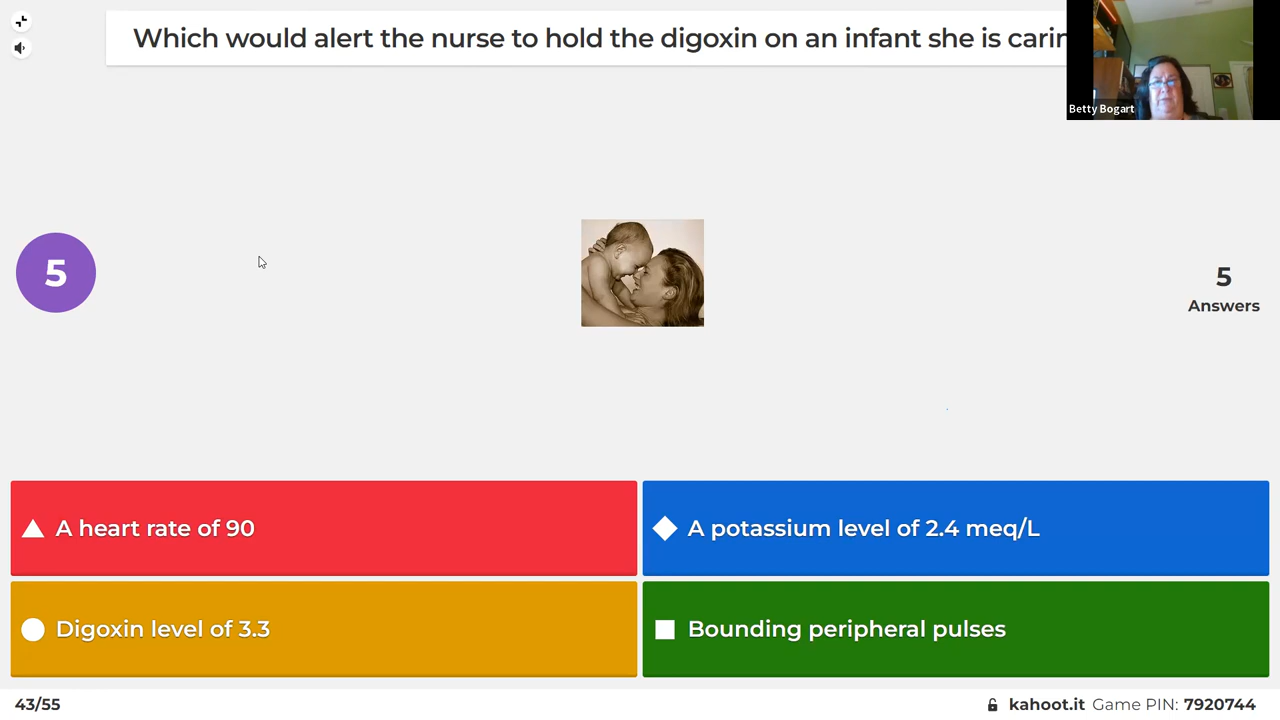 Which would alert the nurse to hold the digoxin on an infant she is
Betty Bogart
5
5
Answers
A heart rate of 90
A potassium level of 2.4 meq/L
Digoxin level of 3.3
Bounding peripheral pulses
43/55
kahoot.it Game PIN: 7920744